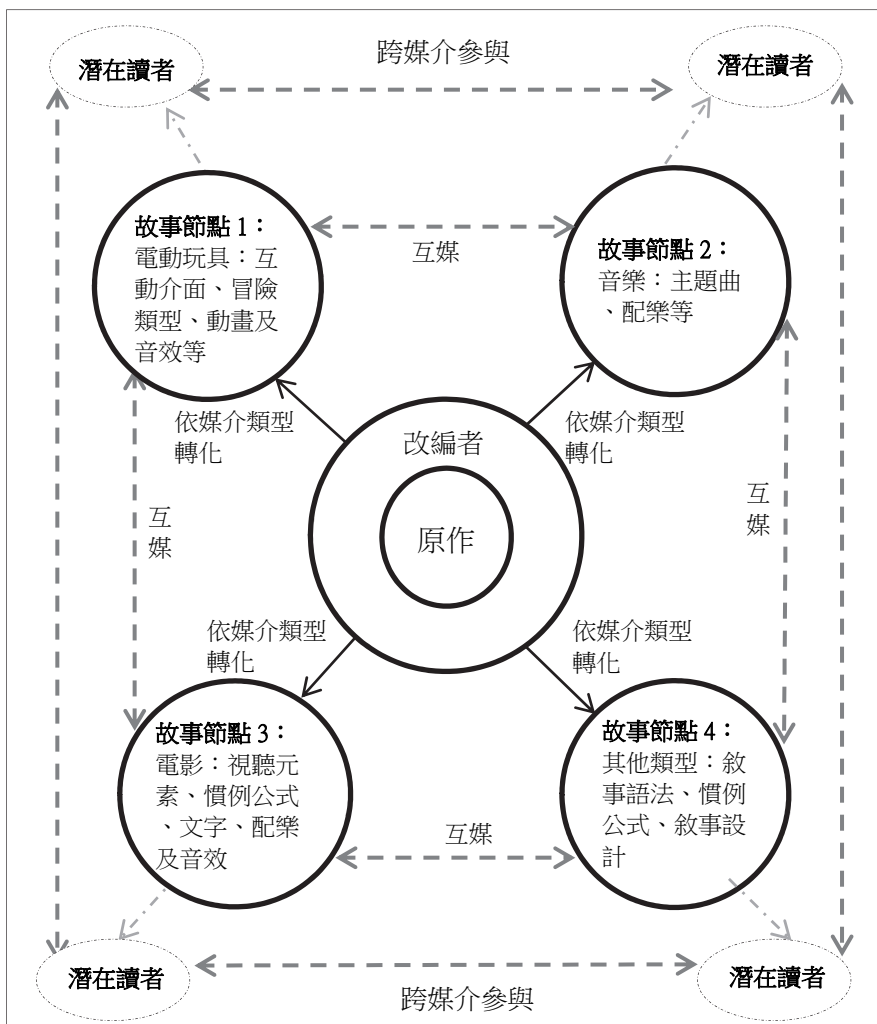 跨媒介參與
潛在讀者
潛在讀者
故事節點 1：
電動玩具：互
動介面、冒險
類型、動畫及
音效等
互媒
故事節點 2：
音樂：主題曲
、配樂等
依媒介類型
轉化
改編者
依媒介類型
轉化
互
媒
原作
互
媒
依媒介類型
轉化
依媒介類型
轉化
故事節點 3：
電影：視聽元
素、慣例公式
、文字、配樂
及音效
互媒
故事節點 4：
其他類型：敘
事語法、慣例
公式、敘事設
計
潛在讀者
潛在讀者
跨媒介參與